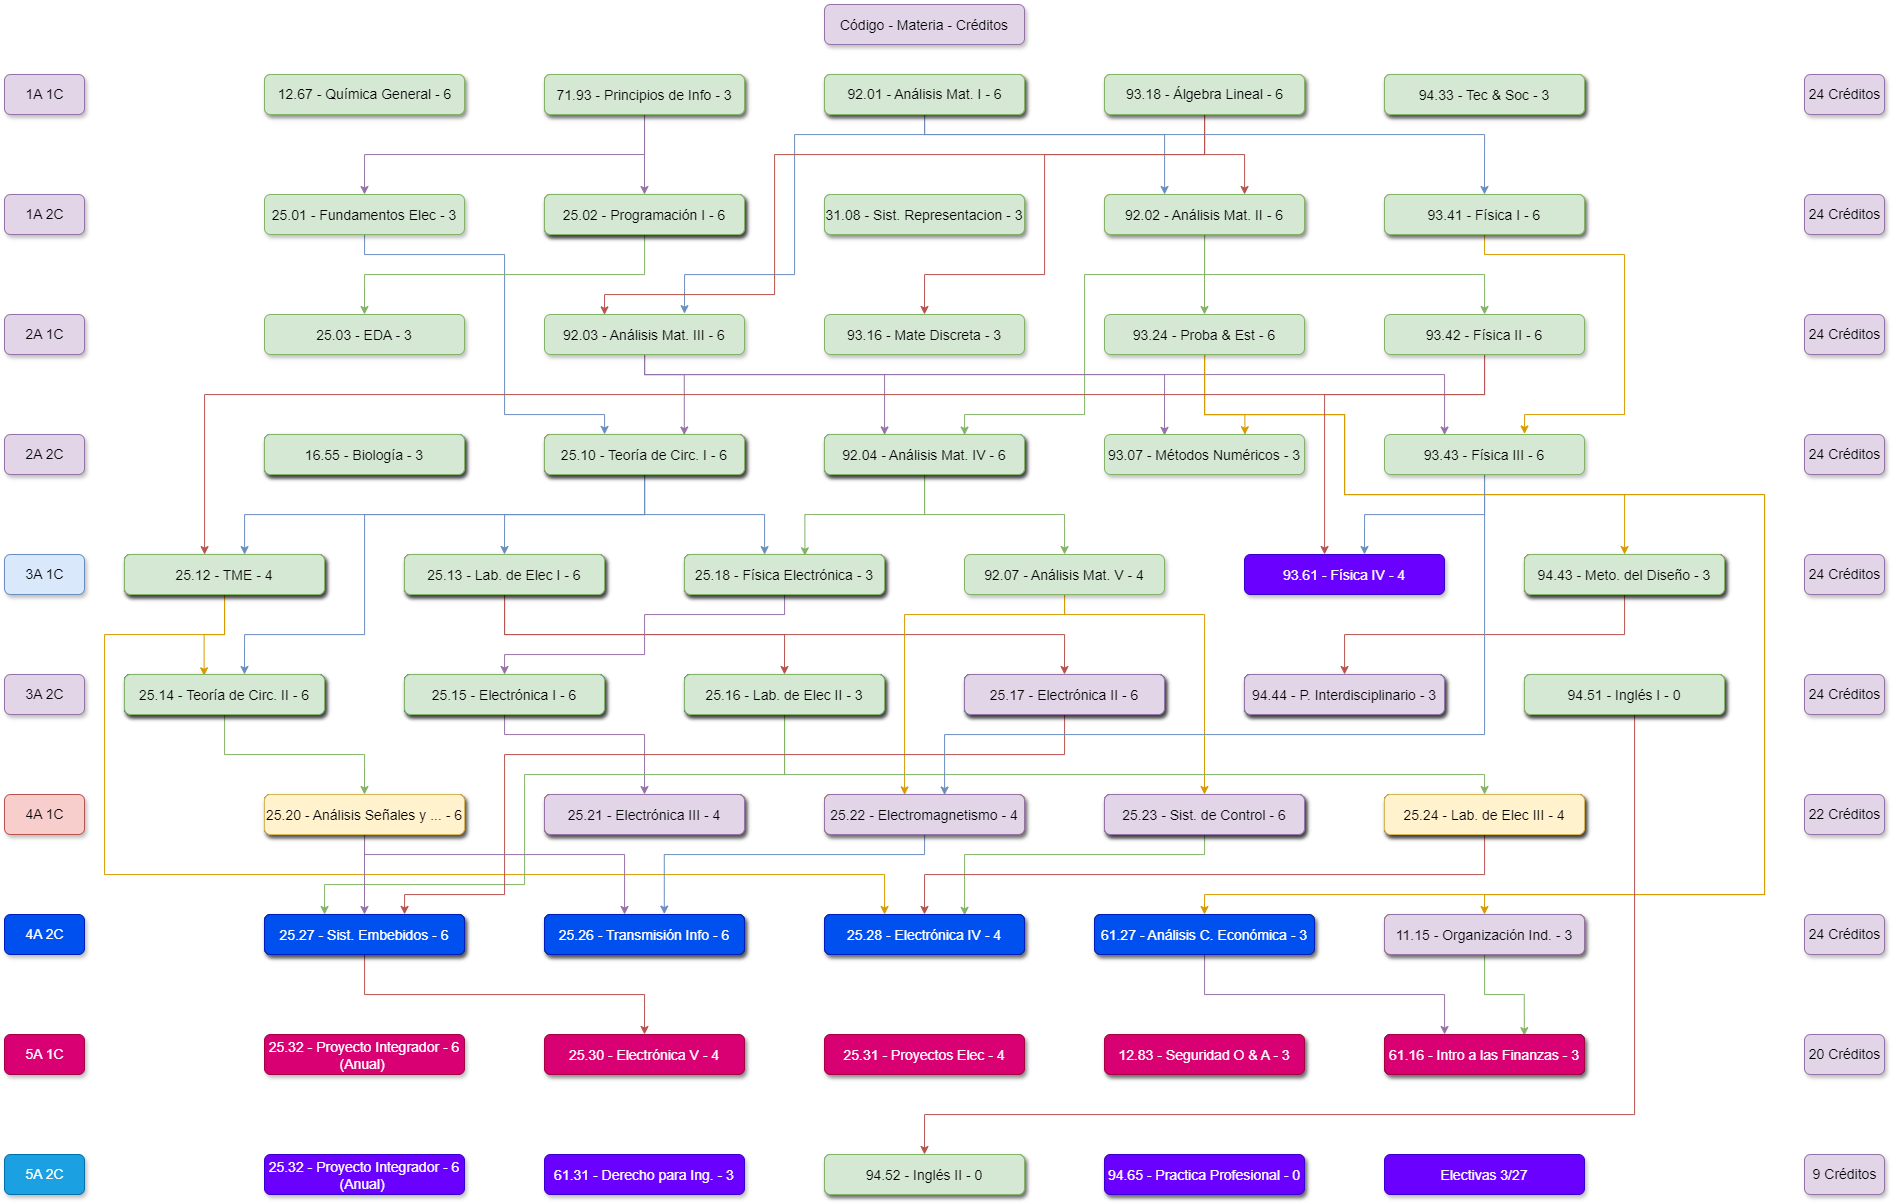 Código - Materia - Créditos
1A 1C
12.67 - Química General - 6
71.93 - Principios de Info - 3
92.01 - Análisis Mat. I - 6
93.18 - Álgebra Lineal - 6
94.33 - Tec & Soc - 3
24 Créditos
1A 2C
25.01 - Fundamentos Elec - 3
25.02 - Programación I - 6
31.08 - Sist. Representacion - 3
92.02 - Análisis Mat. II - 6
93.41 - Física I - 6
24 Créditos
2A 1C
25.03 - EDA - 3
92.03 - Análisis Mat. III - 6
93.16 - Mate Discreta - 3
93.24 - Proba & Est - 6
93.42 - Física II - 6
24 Créditos
2A 2C
16.55 - Biología - 3
25.10 - Teoría de Circ. I - 6
92.04 - Análisis Mat. IV - 6
93.07 - Métodos Numéricos - 3
93.43 - Física III - 6
24 Créditos
3A 1C
25.12 - TME - 4
25.13 - Lab. de Elec I - 6
25.18 - Física Electrónica - 3
92.07 - Análisis Mat. V - 4
93.61 - Física IV - 4
94.43 - Meto. del Diseño - 3
24 Créditos
3A 2C
25.14 - Teoría de Circ. II - 6
25.15 - Electrónica I - 6
25.16 - Lab. de Elec II - 3
25.17 - Electrónica II - 6
94.44 - P. Interdisciplinario - 3
94.51 - Inglés I - 0
24 Créditos
4A 1C
25.20 - Análisis Señales y ... - 6
25.21 - Electrónica III - 4
25.22 - Electromagnetismo - 4
25.23 - Sist. de Control - 6
25.24 - Lab. de Elec III - 4
22 Créditos
4A 2C
25.27 - Sist. Embebidos - 6
25.26 - Transmisión Info - 6
25.28 - Electrónica IV - 4
61.27 - Análisis C. Económica - 3
11.15 - Organización Ind. - 3
24 Créditos
5A 1C
25.32 - Proyecto Integrador - 6
(Anual)
25.30 - Electrónica V - 4
25.31 - Proyectos Elec - 4
12.83 - Seguridad O & A - 3
61.16 - Intro a las Finanzas - 3
20 Créditos
5A 2C
25.32 - Proyecto Integrador - 6
(Anual)
61.31 - Derecho para Ing. - 3
94.52 - Inglés II - 0
94.65 - Practica Profesional - 0
Electivas 3/27
9 Créditos